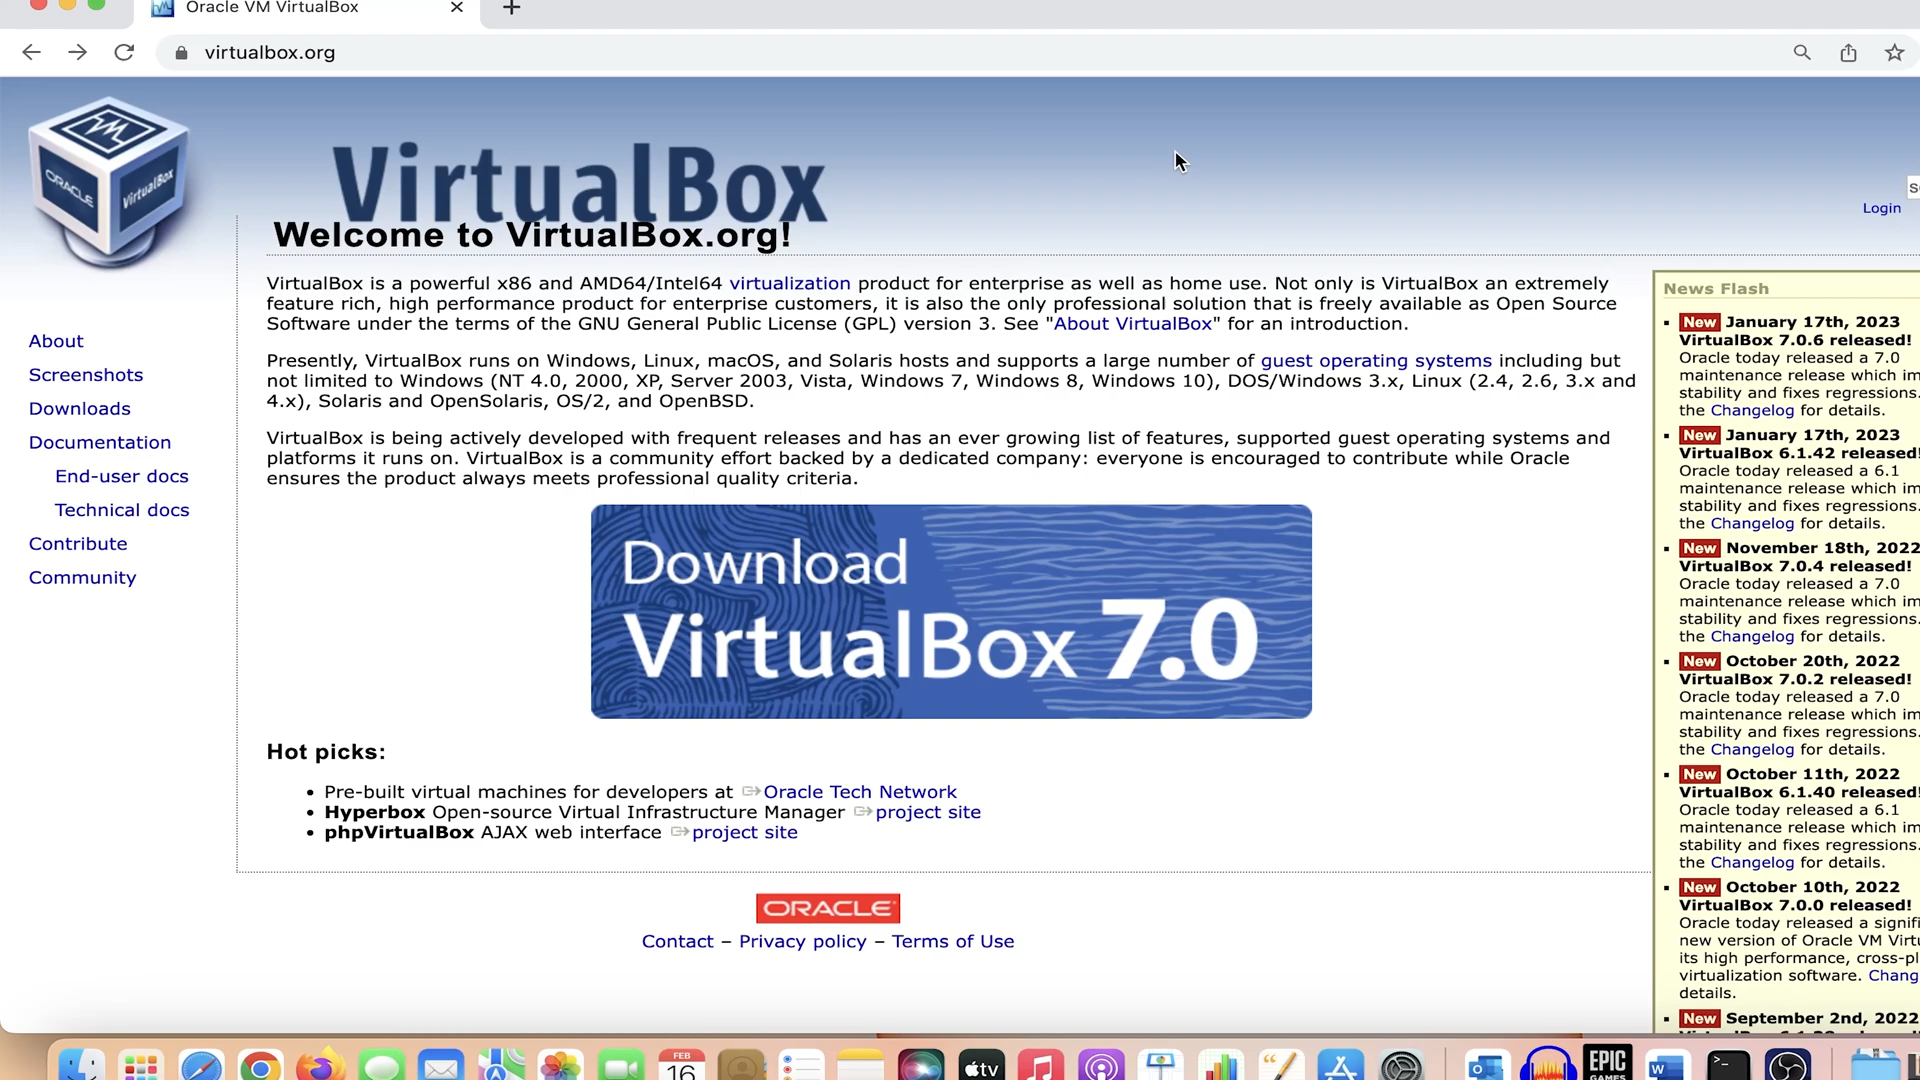 Oracle VM VirtualBox
virtualbox.org
ORACLE
VirtualBox
VirtualBox
Login
Welcome to VirtualBox.org!
VirtualBox is a powerful x86 and AMD64/Intel64 virtualization product for enterprise as well as home use. Not only is VirtualBox an extremely
feature rich, high performance product for enterprise customers, it is also the only professional solution that is freely available as Open Source
Software under the terms of the GNU General Public License (GPL) version 3. See "About VirtualBox" for an introduction.
Presently, VirtualBox runs on Windows, Linux, macOS, and Solaris hosts and supports a large number of guest operating systems including but
not limited to Windows (NT 4.0, 2000, XP, Server 2003, Vista, Windows 7, Windows 8, Windows 10), DOS/Windows 3.x, Linux (2.4, 2.6, 3.x and
4.x), Solaris and OpenSolaris, OS/2, and OpenBSD.
VirtualBox is being actively developed with frequent releases and has an ever growing list of features, supported guest operating systems and
platforms it runs on. VirtualBox is a community effort backed by a dedicated company: everyone is encouraged to contribute while Oracle
ensures the product always meets professional quality criteria.
About
Screenshots
Downloads
Documentation
End-user docs
Technical docs
Contribute
Community
Download
VirtualBox 7.0
Hot picks:
• Pre-built virtual machines for developers at Oracle Tech Network
• Hyperbox Open-source Virtual Infrastructure Manager project site
• phpVirtualBox AJAX web interface project site
ORACLE
Contact – Privacy policy – Terms of Use
News Flash
New January 17th, 2023
VirtualBox 7.0.6 released!
Oracle today released a 7.0
maintenance release which im
stability and fixes regressions.
the Changelog for details.
New January 17th, 2023
VirtualBox 6.1.42 released!
Oracle today released a 6.1
maintenance release which im
stability and fixes regressions.
the Changelog for details.
New November 18th, 2022
VirtualBox 7.0.4 released!
Oracle today released a 7.0
maintenance release which im
stability and fixes regressions.
the Changelog for details.
New October 20th, 2022
VirtualBox 7.0.2 released!
Oracle today released a 7.0
maintenance release which im
stability and fixes regressions.
the Changelog for details.
New October 11th, 2022
VirtualBox 6.1.40 released!
Oracle today released a 6.1
maintenance release which im
stability and fixes regressions.
the Changelog for details.
New October 10th, 2022
VirtualBox 7.0.0 released!
Oracle today released a signifi
new version of Oracle VM Virtu
its high performance, cross-pl
virtualization software. Chang
details.
New September 2nd, 2022
FEB
16
tv
EPIC
GAMES
W